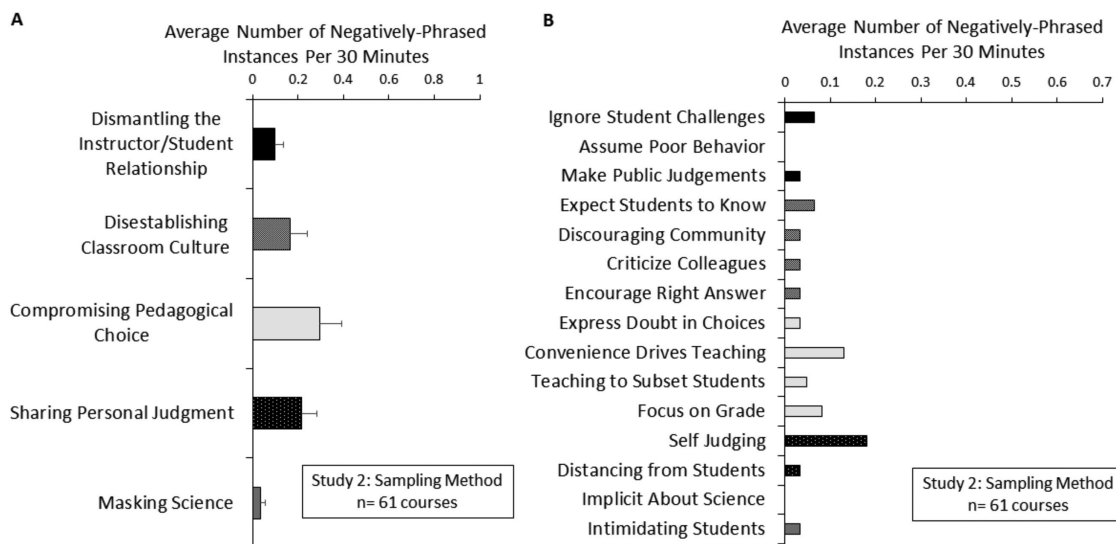 A
Average Number of Negatively-Phrased
Instances Per 30 Minutes
0 0.2 0.4 0.6 0.8 1
Dismantling the
Instructor/Student
Relationship
Disestablishing
Classroom Culture
Compromising Pedagogical
Choice
Sharing Personal Judgment
Masking Science
Study 2: Sampling Method
n= 61 courses
B
Average Number of Negatively-Phrased
Instances Per 30 Minutes
0 0.1 0.2 0.3 0.4 0.5 0.6 0.7
Ignore Student Challenges
Assume Poor Behavior
Make Public Judgements
Expect Students to Know
Discouraging Community
Criticize Colleagues
Encourage Right Answer
Express Doubt in Choices
Convenience Drives Teaching
Teaching to Subset Students
Focus on Grade
Self Judging
Distancing from Students
Implicit About Science
Intimidating Students
Study 2: Sampling Method
n= 61 courses